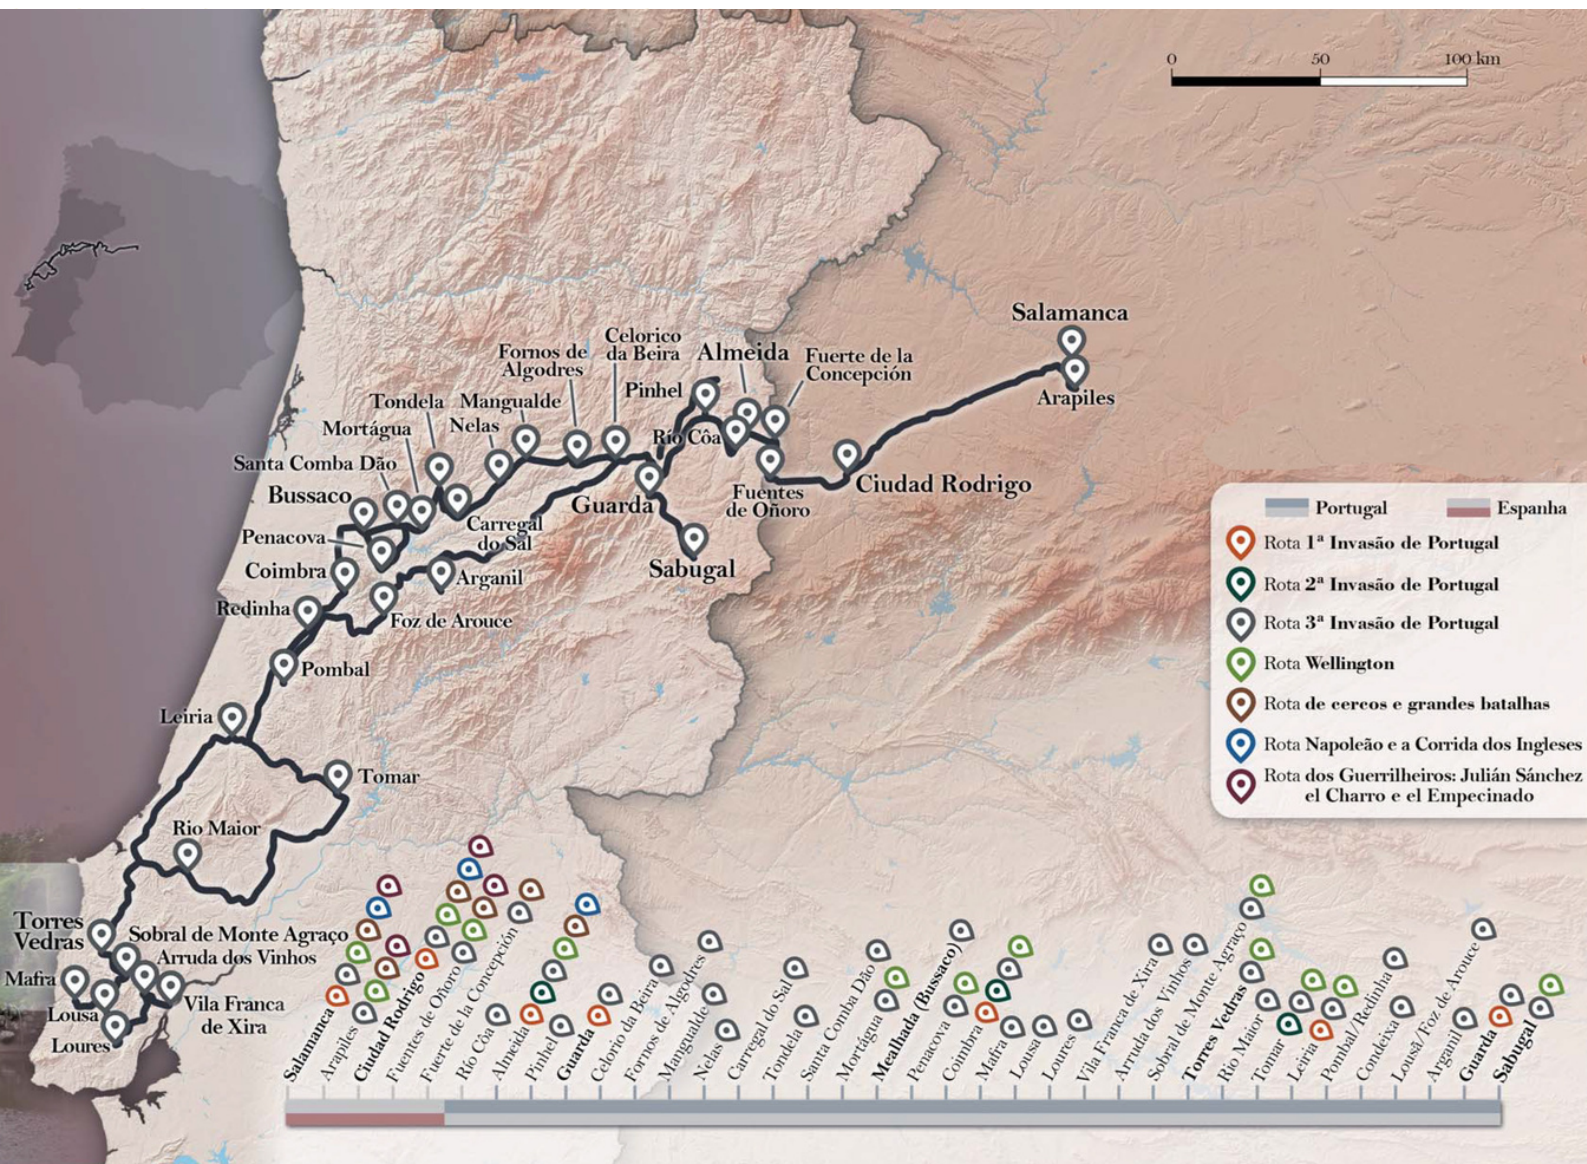 0 50 100 km
Salamanca
Arapiles
Celorico
da Beira
Fornos de
Algodres
Almeida
Fuerte de la
Concepción
Pinhel
Tondela
Mangualde
Nelas
Mortágua
Río Côa
Santa Comba Dão
Bussaco
Ciudad Rodrigo
Fuentes
de Oñoro
Guarda
Carregal
do Sal
Penacova
Coimbra
Sabugal
Arganil
Redinha
Foz de Arouce
Pombal
Leiria
Tomar
Rio Maior
Torres
Vedras
Sobral de Monte Agraço
Arruda dos Vinhos
Mafra
Vila Franca
de Xira
Lousa
Loures
Portugal
Espanha
Rota 1ª Invasão de Portugal
Rota 2ª Invasão de Portugal
Rota 3ª Invasão de Portugal
Rota Wellington
Rota de cercos e grandes batalhas
Rota Napoleão e a Corrida dos Ingleses
Rota dos Guerrilheiros: Julián Sánchez
el Charro e el Empecinado
Salamanca
Arapiles
Ciudad Rodrigo
Fuentes de Oñoro
Fuerte de la Concepción
Río Côa
Almeida
Pinhel
Guarda
Celorio da Beira
Fornos de Algodres
Mangualde
Nelas
Carregal do Sal
Tondela
Santa Comba Dão
Mortágua
Mealhada (Bussaco)
Penacova
Coimbra
Mafra
Lousa
Loures
Vila Franca de Xira
Arruda dos Vinhos
Sobral de Monte Agraço
Torres Vedras
Rio Maior
Tomar
Leiria
Pombal/Redinha
Condeixa
Lousã/Foz de Arouce
Arganil
Guarda
Sabugal